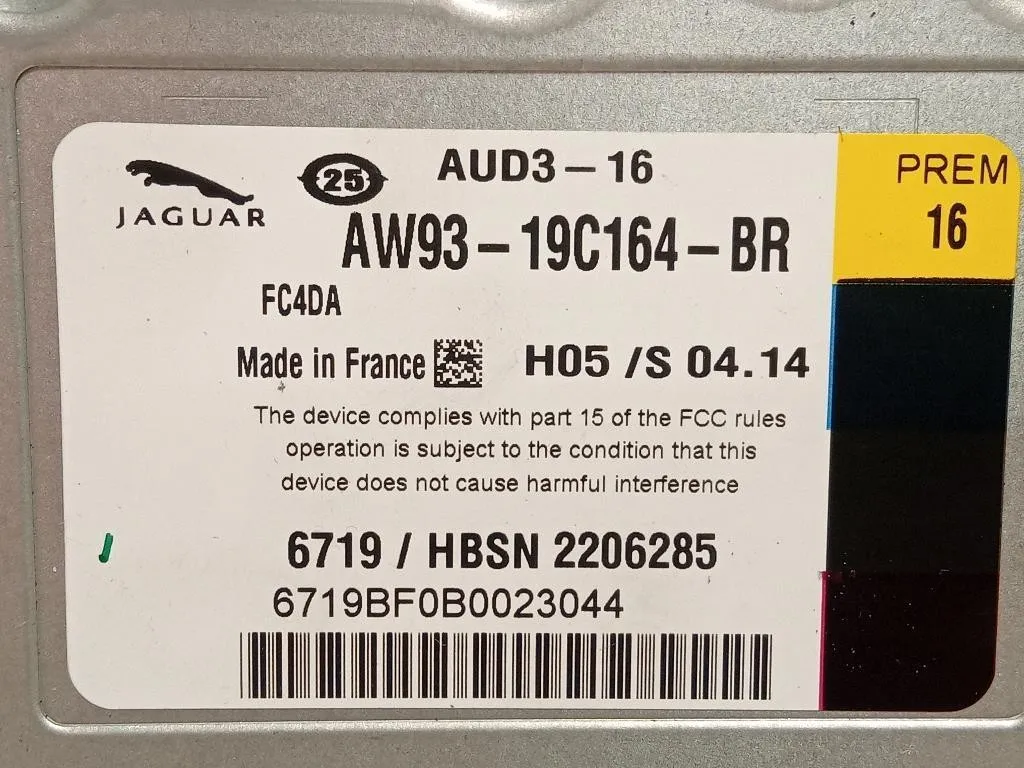 JAGUAR
25
AUD3-16
PREM
16
AW93-19C164-BR
FC4DA
Made in France
H05 /S 04.14
The device complies with part 15 of the FCC rules
operation is subject to the condition that this
device does not cause harmful interference
6719 / HBSN 2206285
6719BF0B0023044